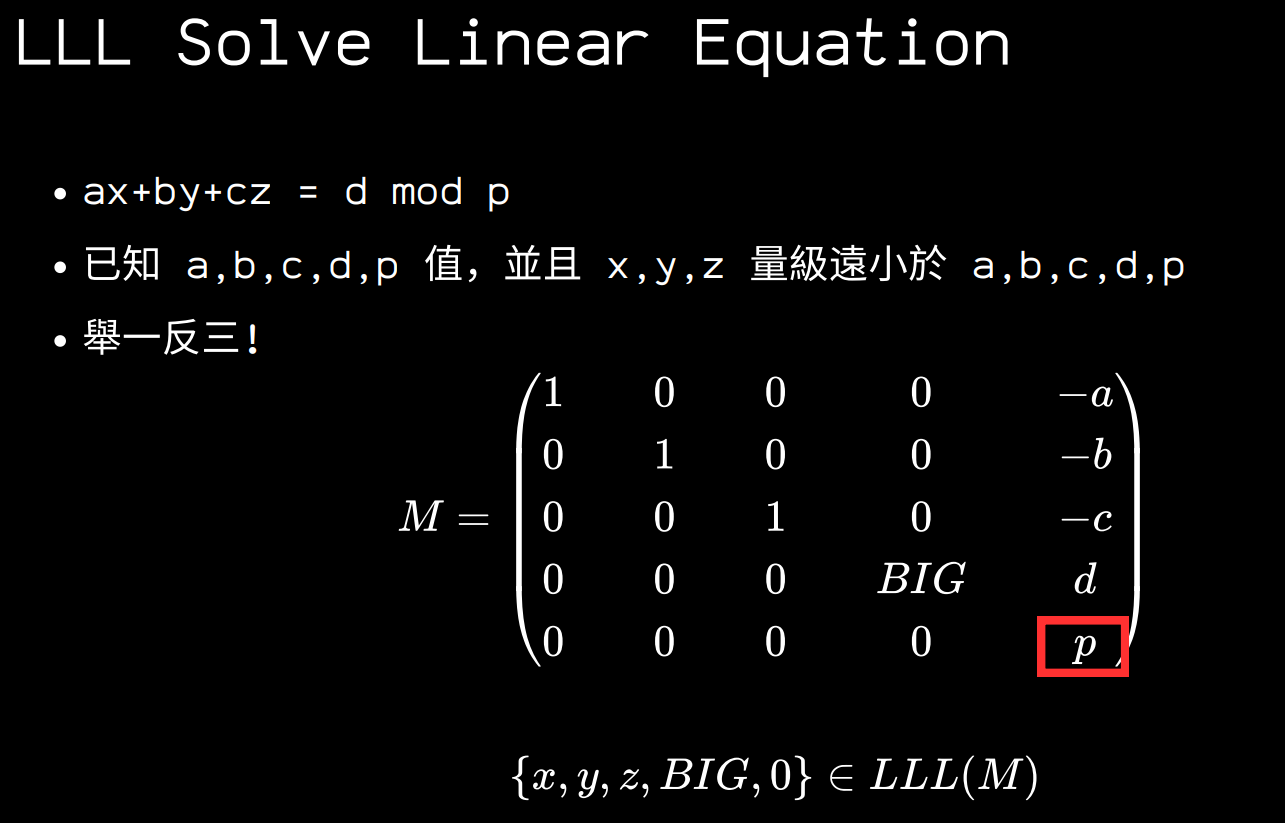 LLL Solve Linear Equation
• ax+by+cz = d mod p
• 已知 a,b,c,d,p 值，並且 x,y,z 量級遠小於 a,b,c,d,p
• 舉一反三!
1 0 0 0 −a
0 1 0 0 −b
M = 0 0 1 0 −c
0 0 0 BIG d
0 0 0 0 p
{x, y, z, BIG, 0} ∈ LLL(M)